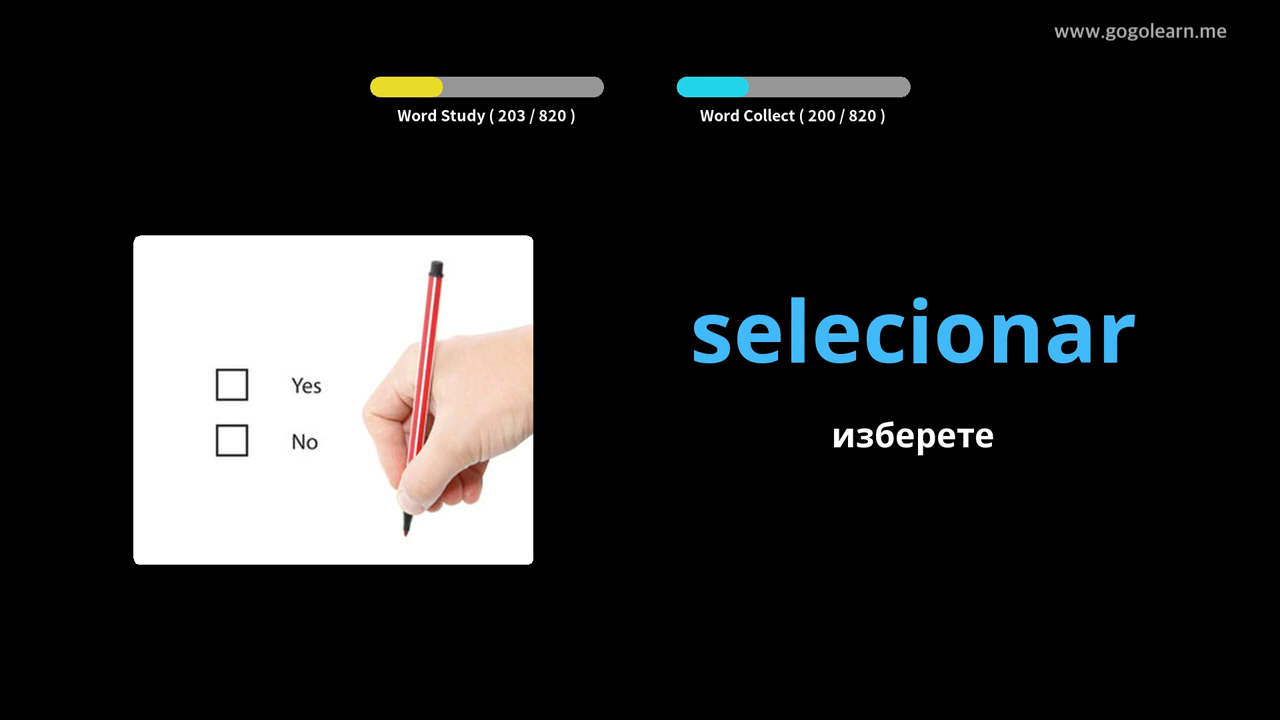 www.gogolearn.me
Word Study ( 203 / 820 )
Word Collect ( 200 / 820 )
selecionar
изберете
Yes
No